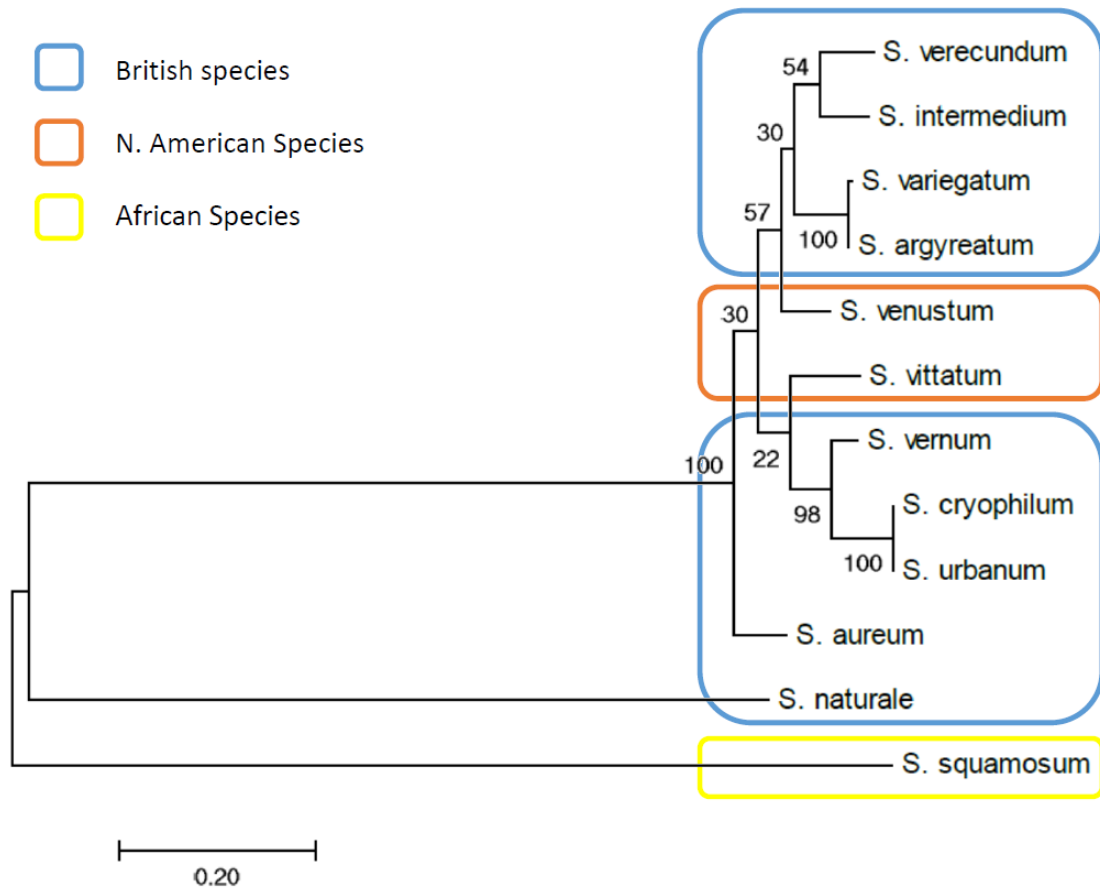 British species
N. American Species
African Species
S. verecundum
54
S. intermedium
30
S. variegatum
57
100
S. argyreatum
S. venustum
30
S. vittatum
S. vernum
100
22
S. cryophilum
98
100
S. urbanum
S. aureum
S. naturale
S. squamosum
0.20